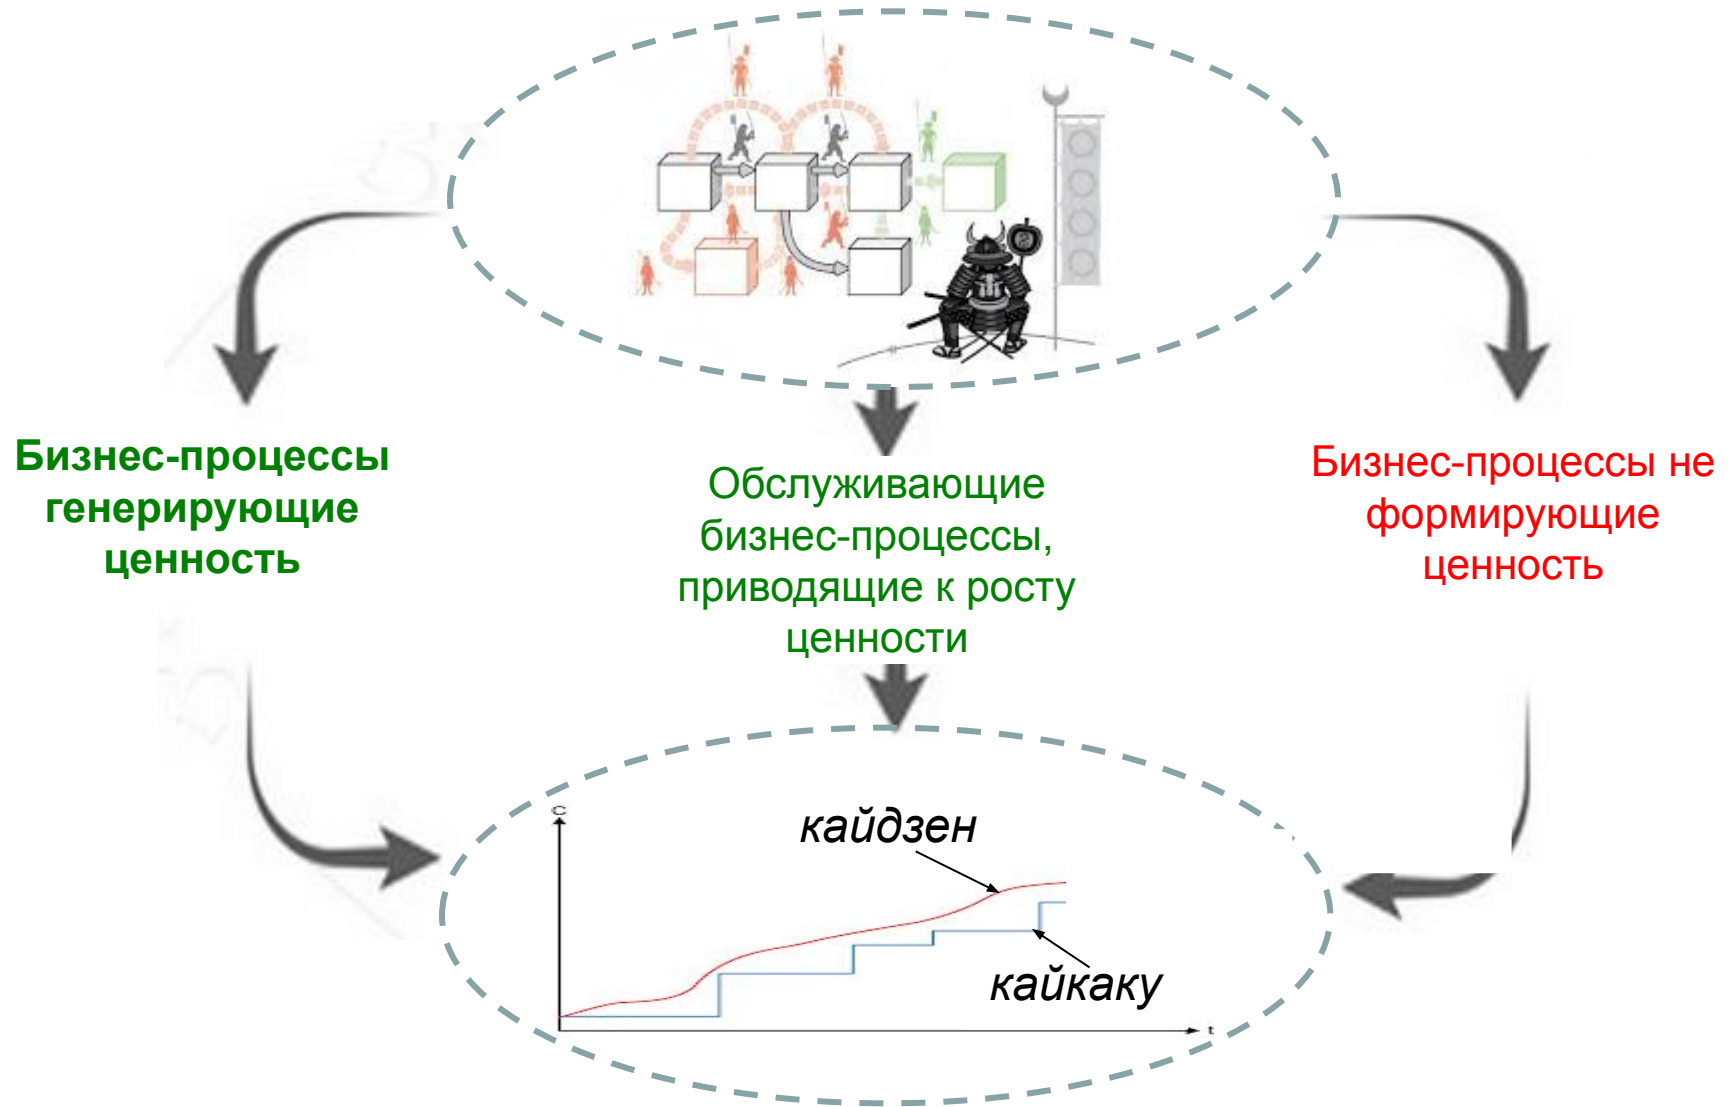 Бизнес-процессы
генерирующие
ценность
Обслуживающие
бизнес-процессы,
приводящие к росту
ценности
Бизнес-процессы не
формирующие
ценность
C
кайдзен
кайкаку
t